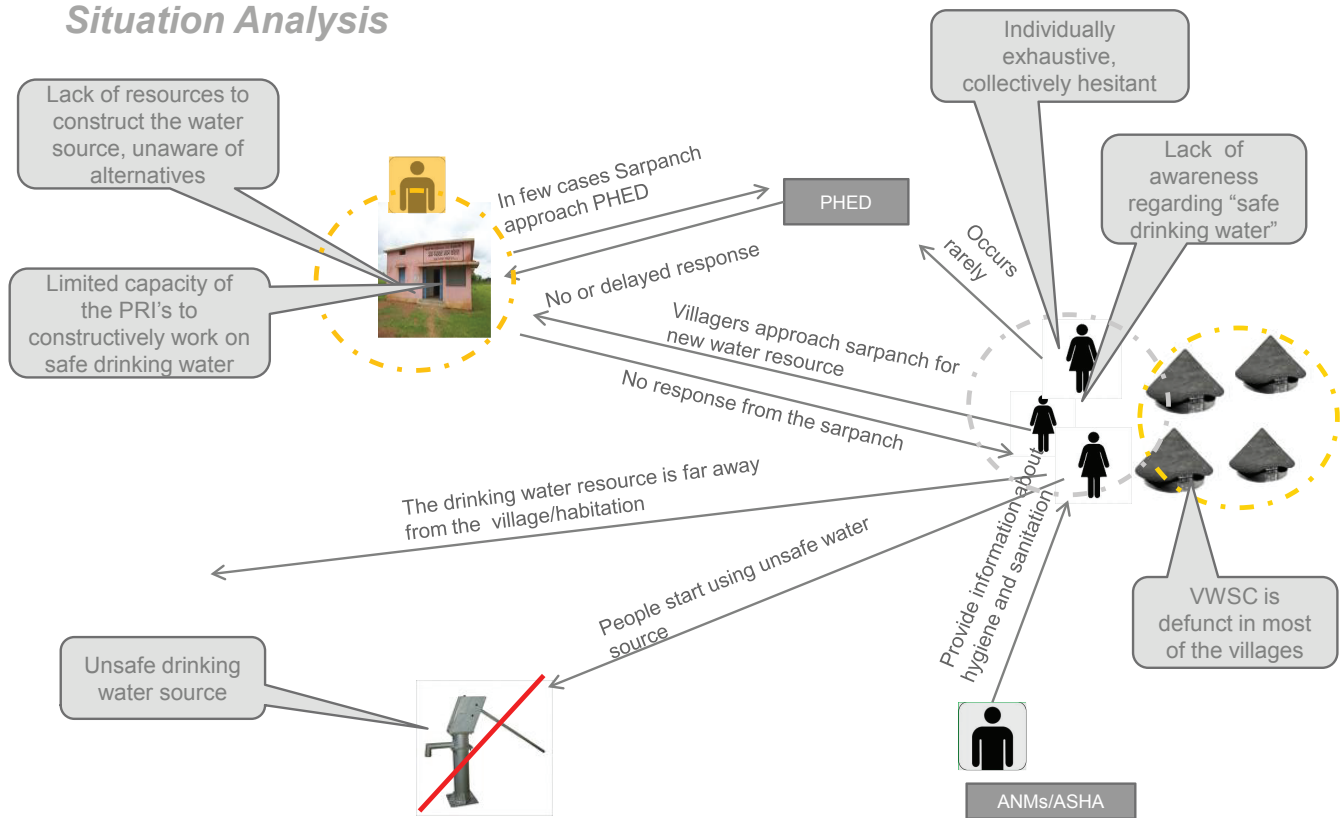 Situation Analysis
Individually
exhaustive,
collectively hesitant
Lack of resources to
construct the water
source, unaware of
alternatives
Lack of
awareness
regarding “safe
drinking water”
In few cases Sarpanch
approach PHED
PHED
Occurs
rarely
No or delayed response
Limited capacity of
the PRI's to
constructively work on
safe drinking water
Villagers approach sarpanch for
new water resource
No response from the sarpanch
The drinking water resource is far away
from the village/habitation
People start using unsafe water
source
Provide information about
hygiene and sanitation
VWSC is
defunct in most
of the villages
Unsafe drinking
water source
ANMs/ASHA